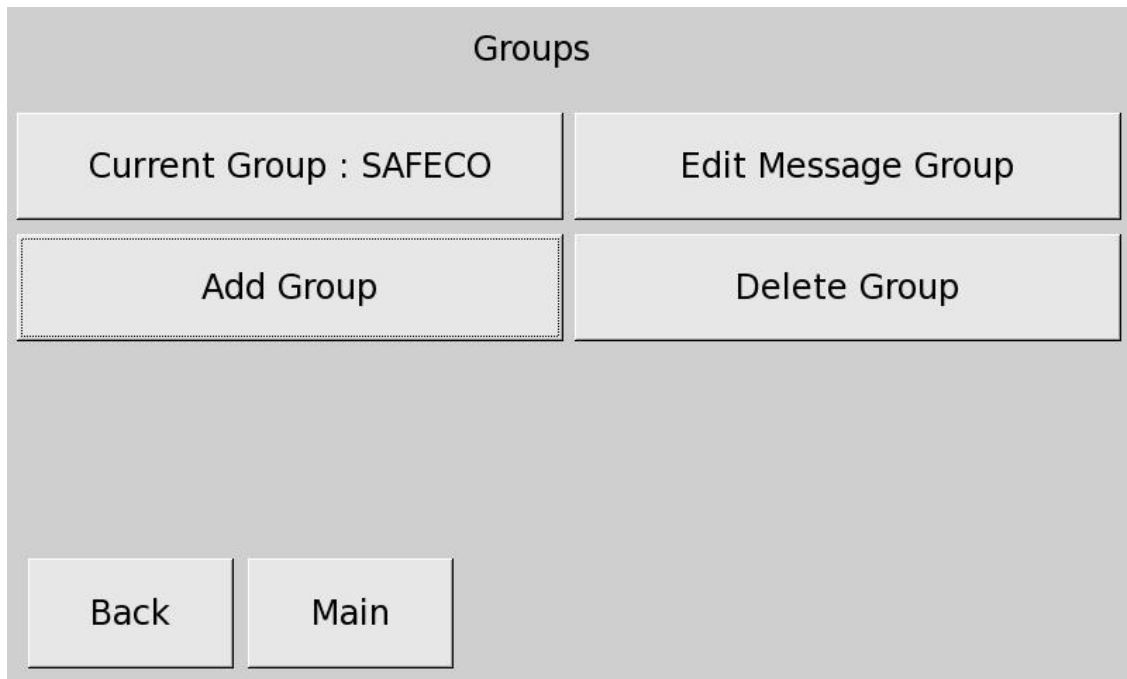 Groups
Current Group : SAFECO
Edit Message Group
Add Group
Delete Group
Back
Main